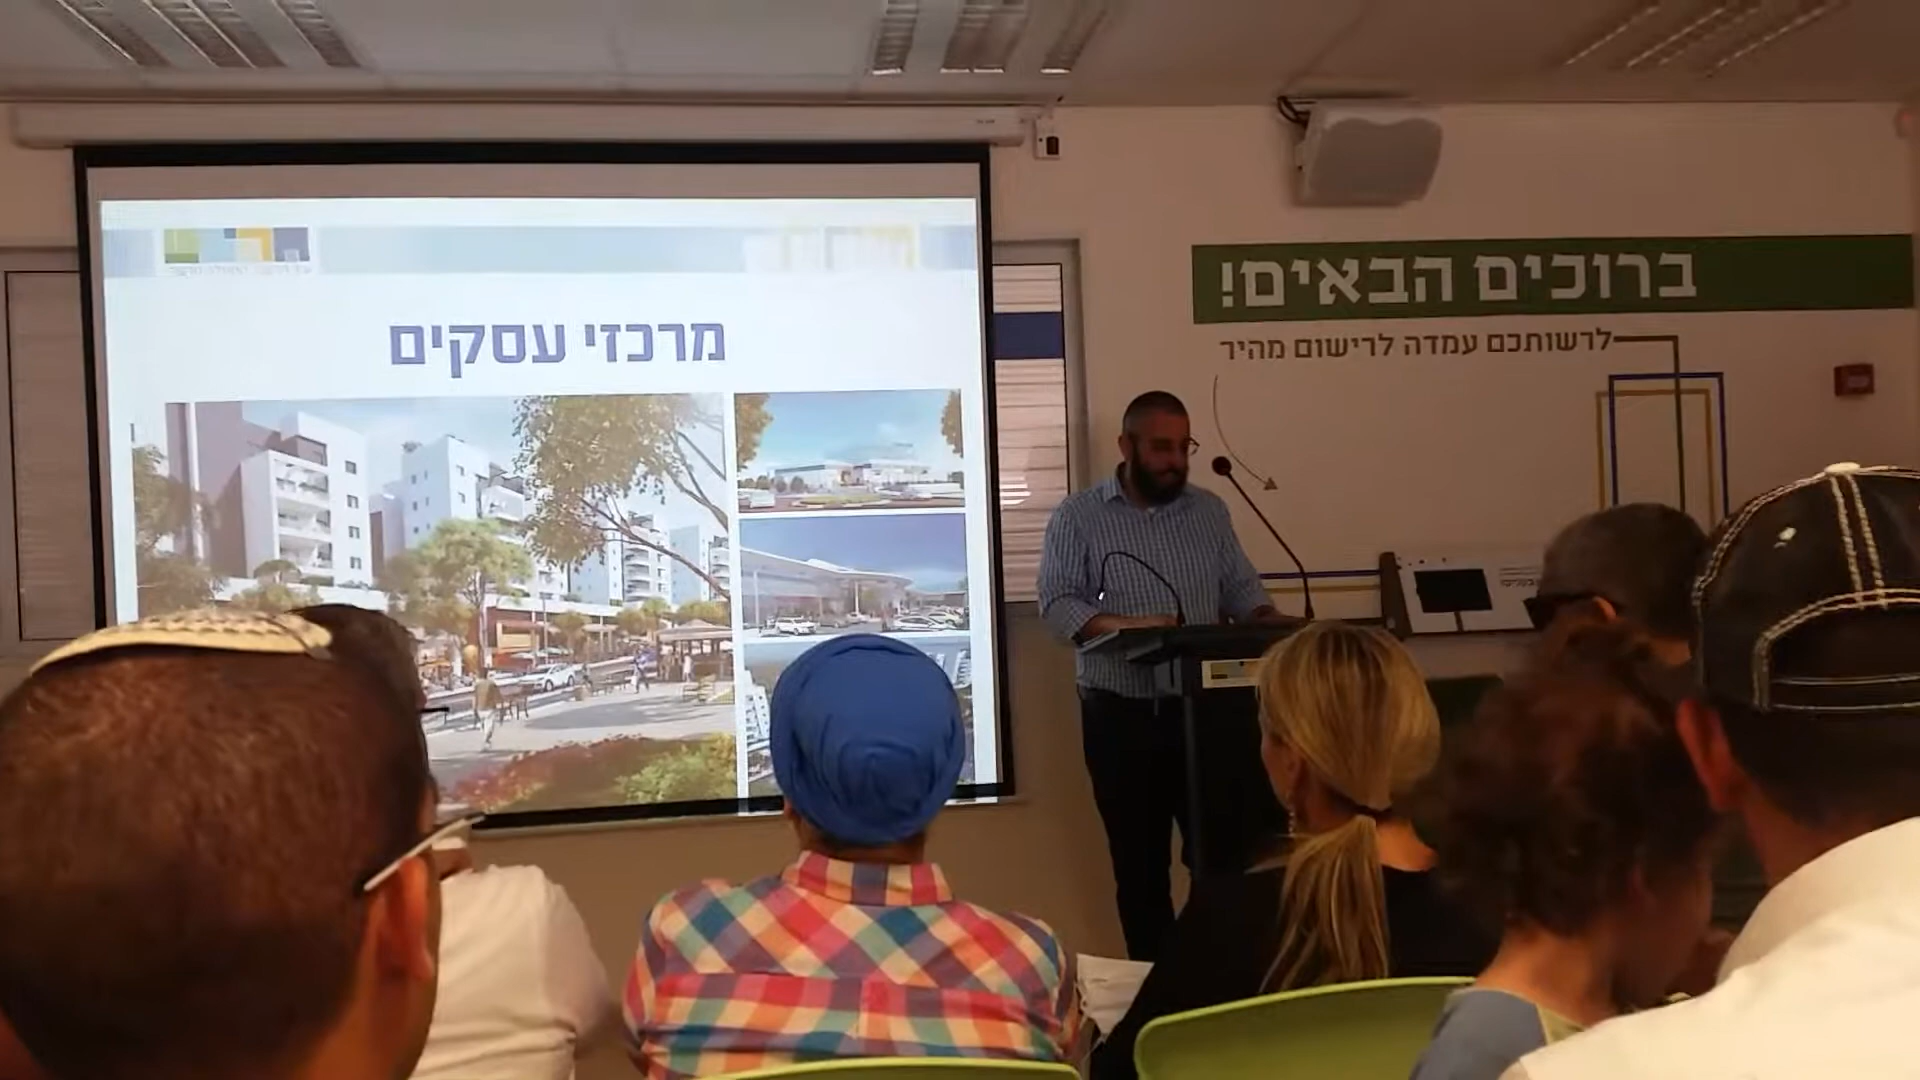 מרכזי עסקים
ברוכים הבאים!
לרשותכם עמדה לרישום מהיר